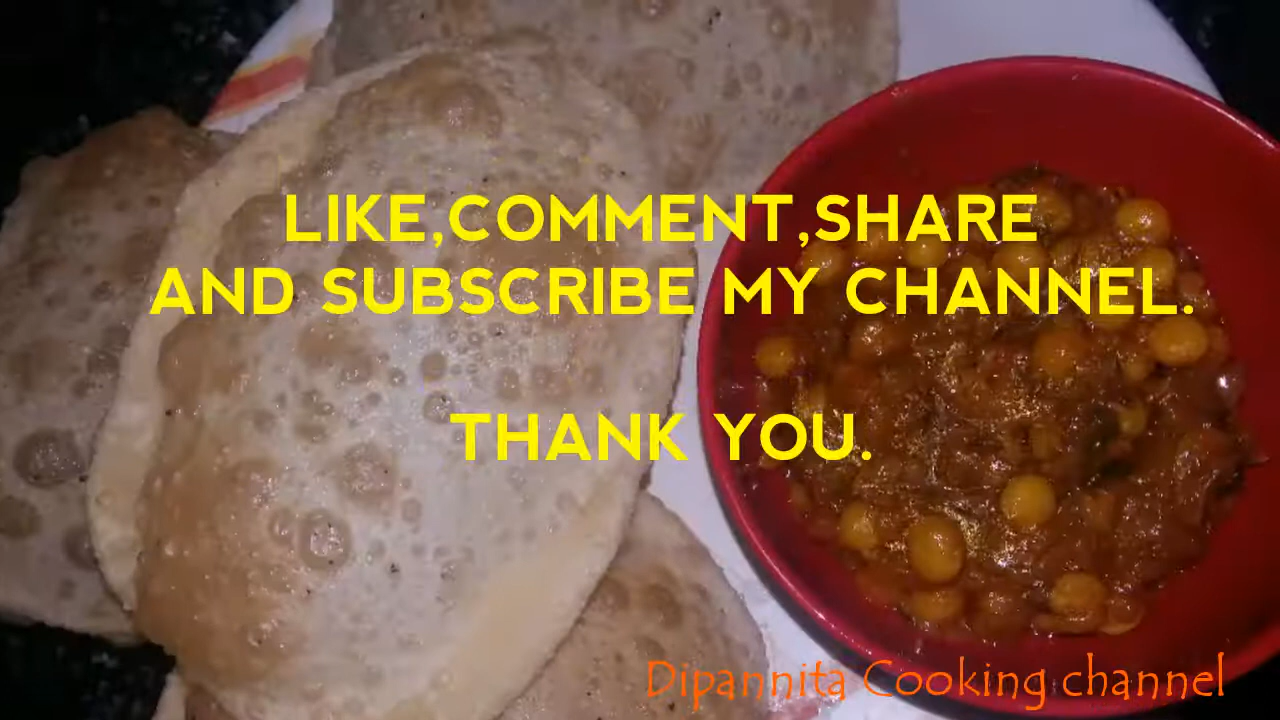 LIKE,COMMENT,SHARE
AND SUBSCRIBE MY CHANNEL.
THANK YOU.
Dipannita Cooking channel